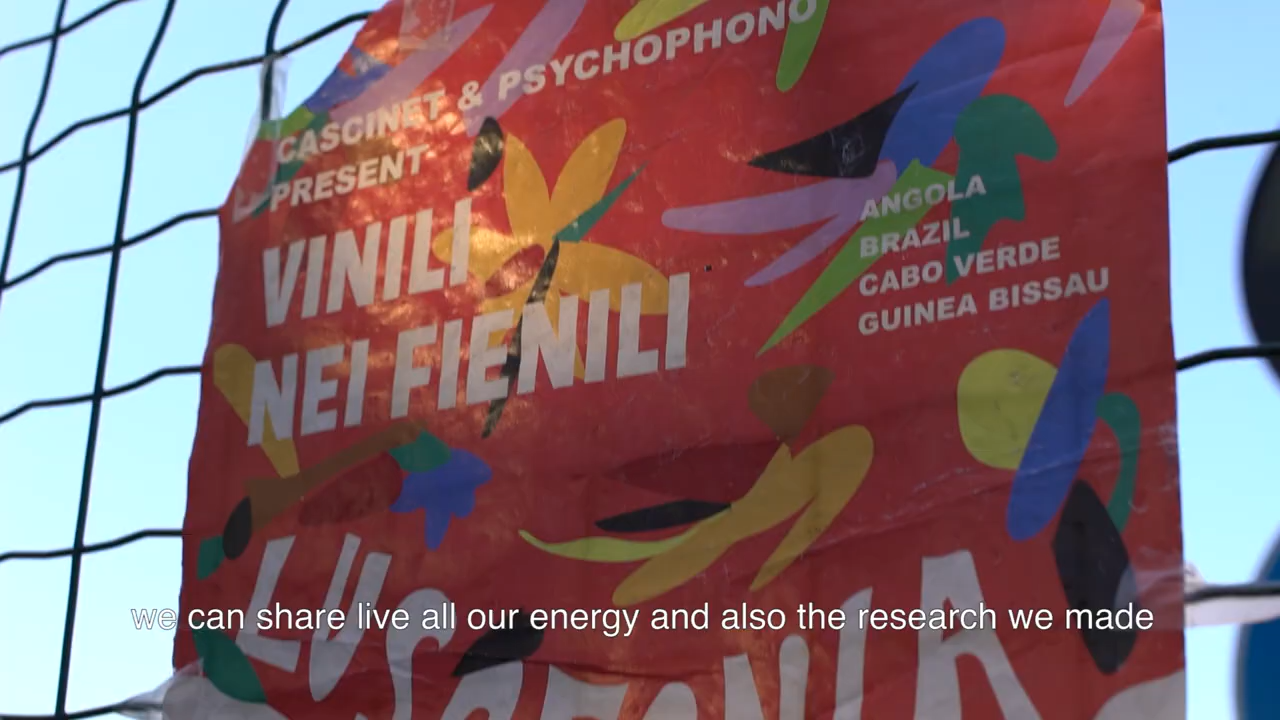 CASCINET & PSYCHOPHONO
PRESENT
VINILI
NEI FIENILI
ANGOLA
BRAZIL
CABO VERDE
GUINEA BISSAU
we can share live all our energy and also the research we made